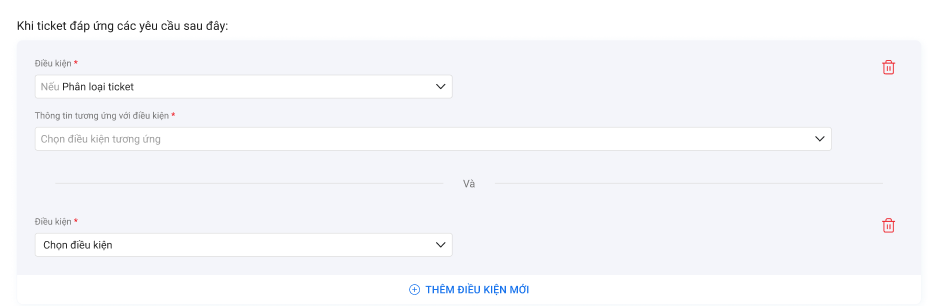 Khi ticket đáp ứng các yêu cầu sau đây:
Điều kiện *
Nếu Phân loại ticket
Thông tin tương ứng với điều kiện *
Chọn điều kiện tương ứng
Và
Điều kiện *
Chọn điều kiện
THÊM ĐIỀU KIỆN MỚI